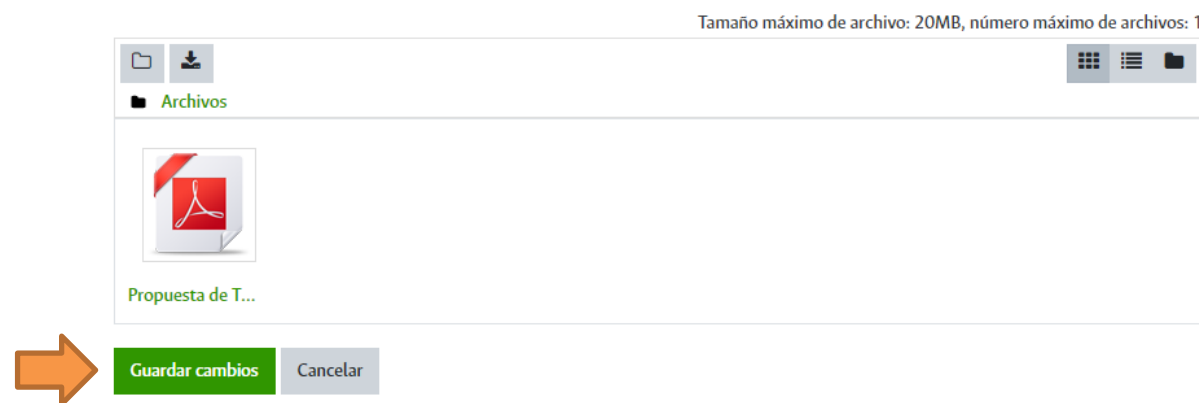 Tamaño máximo de archivo: 20MB, número máximo de archivos: 1
Archivos
Propuesta de T...
Guardar cambios Cancelar